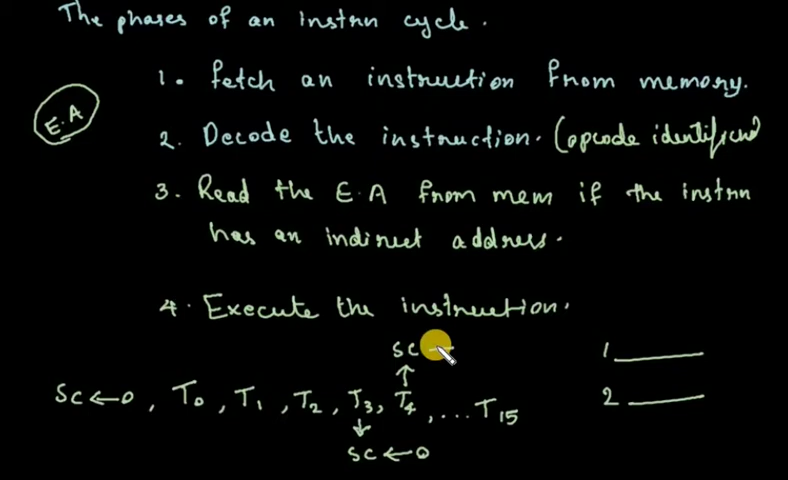 The phases of an instrn cycle.
1. Fetch an instruction from memory.
E.A
2. Decode the instruction. (opcode identificn)
3. Read the E.A from mem if the instrn
has an indirect address.
4. Execute the instruction.
SC ←
1
↑
SC←0, T0, T1, T2, T3, T4, ...T15
2
↓
SC←0